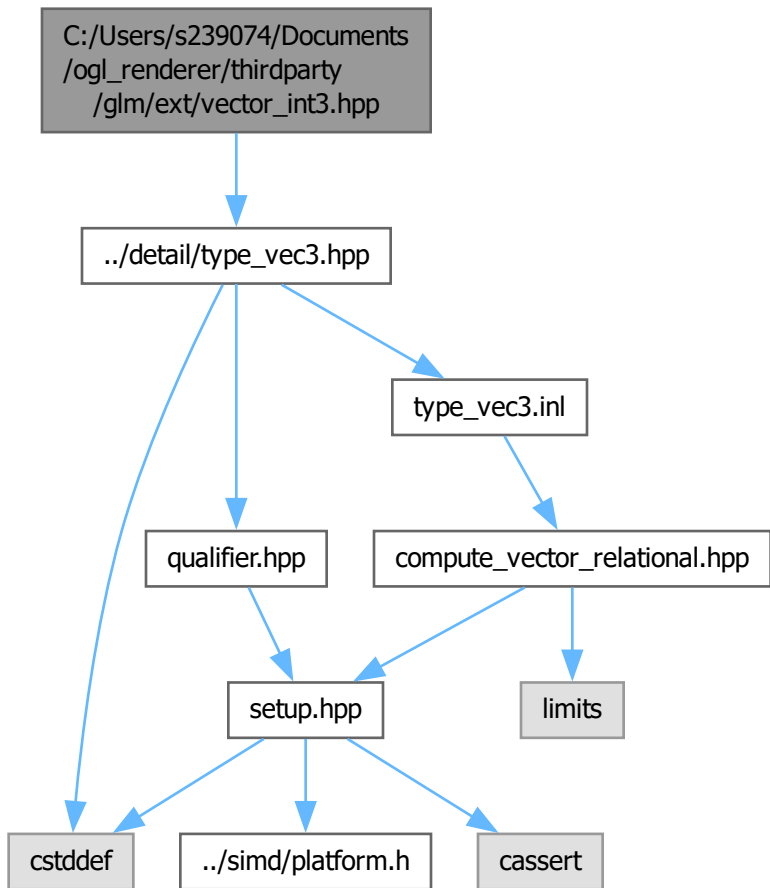 C:/Users/s239074/Documents
/ogl_renderer/thirdparty
/glm/ext/vector_int3.hpp
../detail/type_vec3.hpp
type_vec3.inl
qualifier.hpp
compute_vector_relational.hpp
setup.hpp
limits
cstddef
../simd/platform.h
cassert